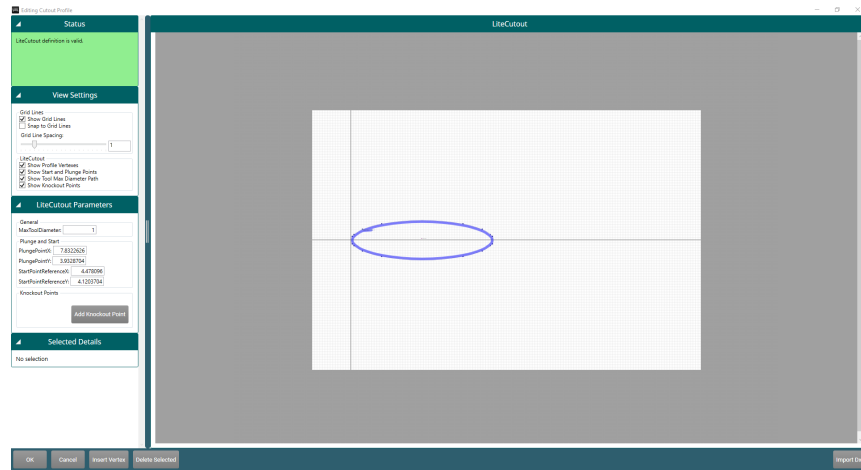 Editing Cutout Profile
Status
LiteCutout
LiteCutout definition is valid.
View Settings
Grid Lines
Show Grid Lines
Snap to Grid Lines
Grid Line Spacing:
1
LiteCutout
Show Profile Vertexes
Show Start and Plunge Points
Show Tool Max Diameter Path
Show Knockout Points
LiteCutout Parameters
General
MaxToolDiameter: 1
Plunge and Start
PlungePointX: 7.8322626
PlungePointY: 3.9328704
StartPointReferenceX: 4.478096
StartPointReferenceY: 4.1203704
Knockout Points
Add Knockout Point
Selected Details
No selection
OK Cancel Insert Vertex Delete Selected Import D